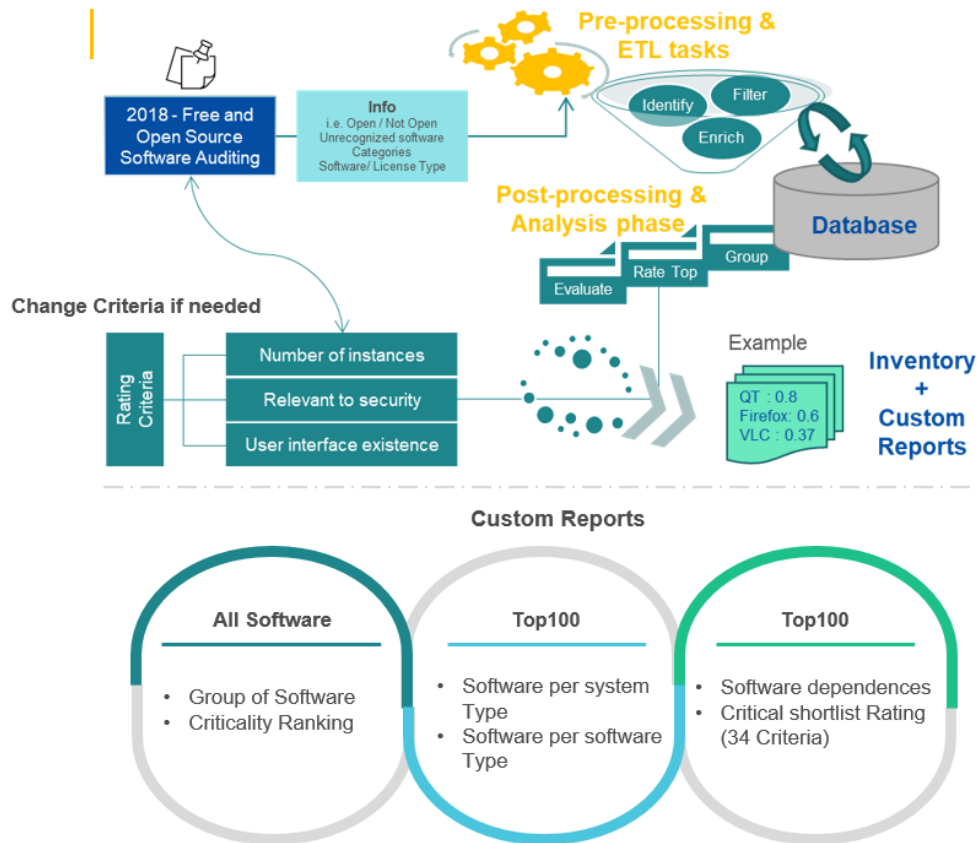 Pre-processing &
ETL tasks
2018 - Free and
Open Source
Software Auditing
Info
i.e. Open / Not Open
Unrecognized software
Categories
Software/ License Type
Identify
Filter
Enrich
Post-processing &
Analysis phase
Database
Evaluate
Rate Top
Group
Change Criteria if needed
Rating
Criteria
Number of instances
Relevant to security
User interface existence
Example
QT : 0.8
Firefox: 0.6
VLC : 0.37
Inventory
+
Custom
Reports
Custom Reports
All Software
• Group of Software
• Criticality Ranking
Top100
• Software per system
Type
• Software per software
Type
Top100
• Software dependences
• Critical shortlist Rating
(34 Criteria)